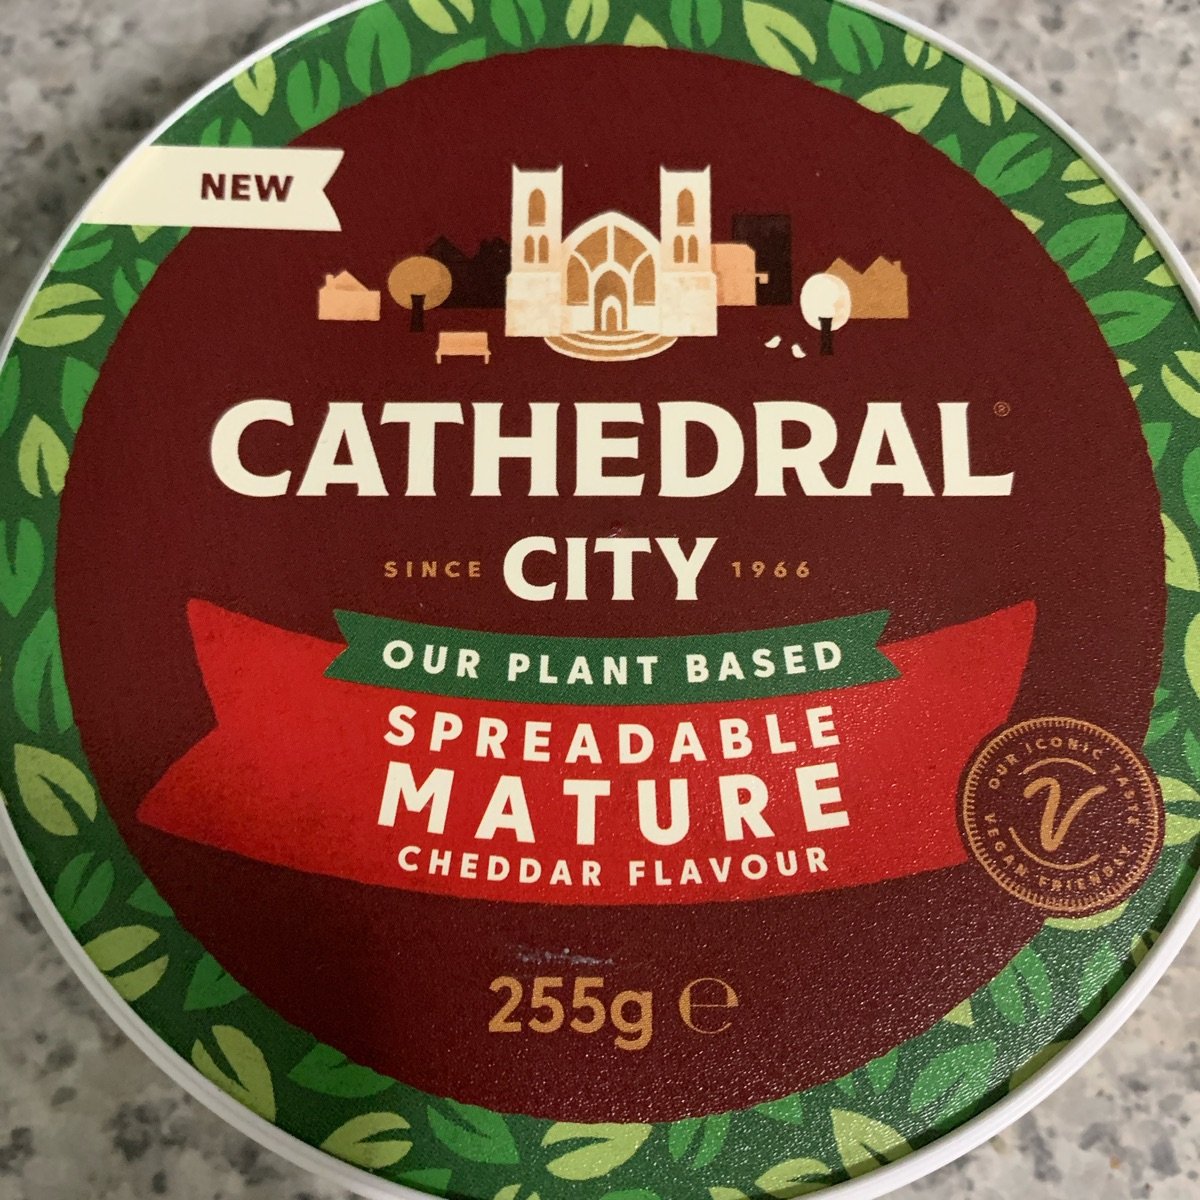 NEW
CATHEDRAL®
SINCE CITY 1966
OUR PLANT BASED
SPREADABLE
MATURE
CHEDDAR FLAVOUR
OUR ICONIC TASTE
V
VEGAN FRIENDLY
255g ℮